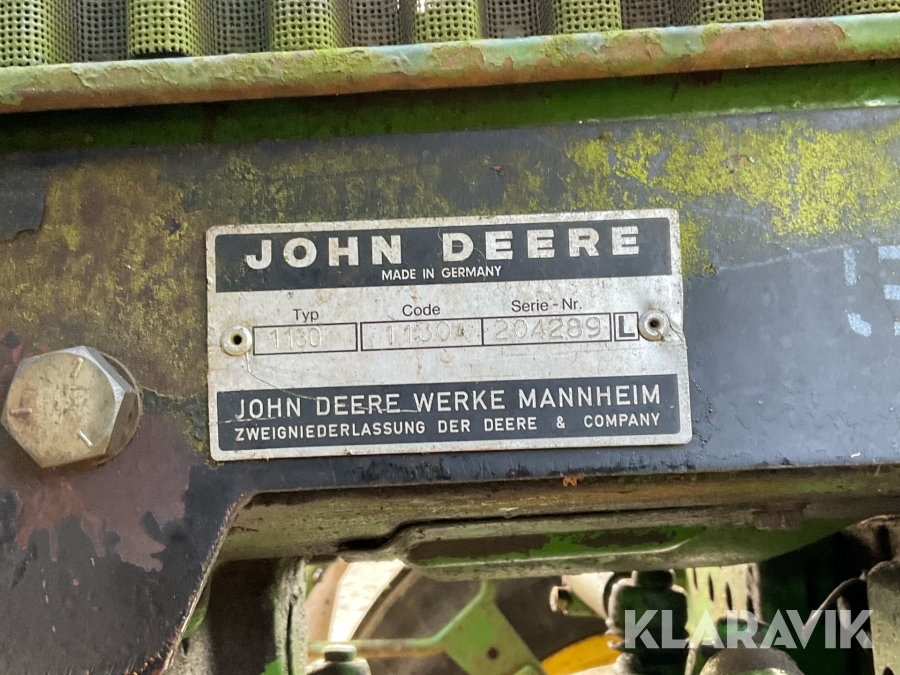 JOHN DEERE
MADE IN GERMANY
Typ Code Serie-Nr.
1130 11304 204289 L
JOHN DEERE WERKE MANNHEIM
ZWEIGNIEDERLASSUNG DER DEERE & COMPANY
KLARAVIK